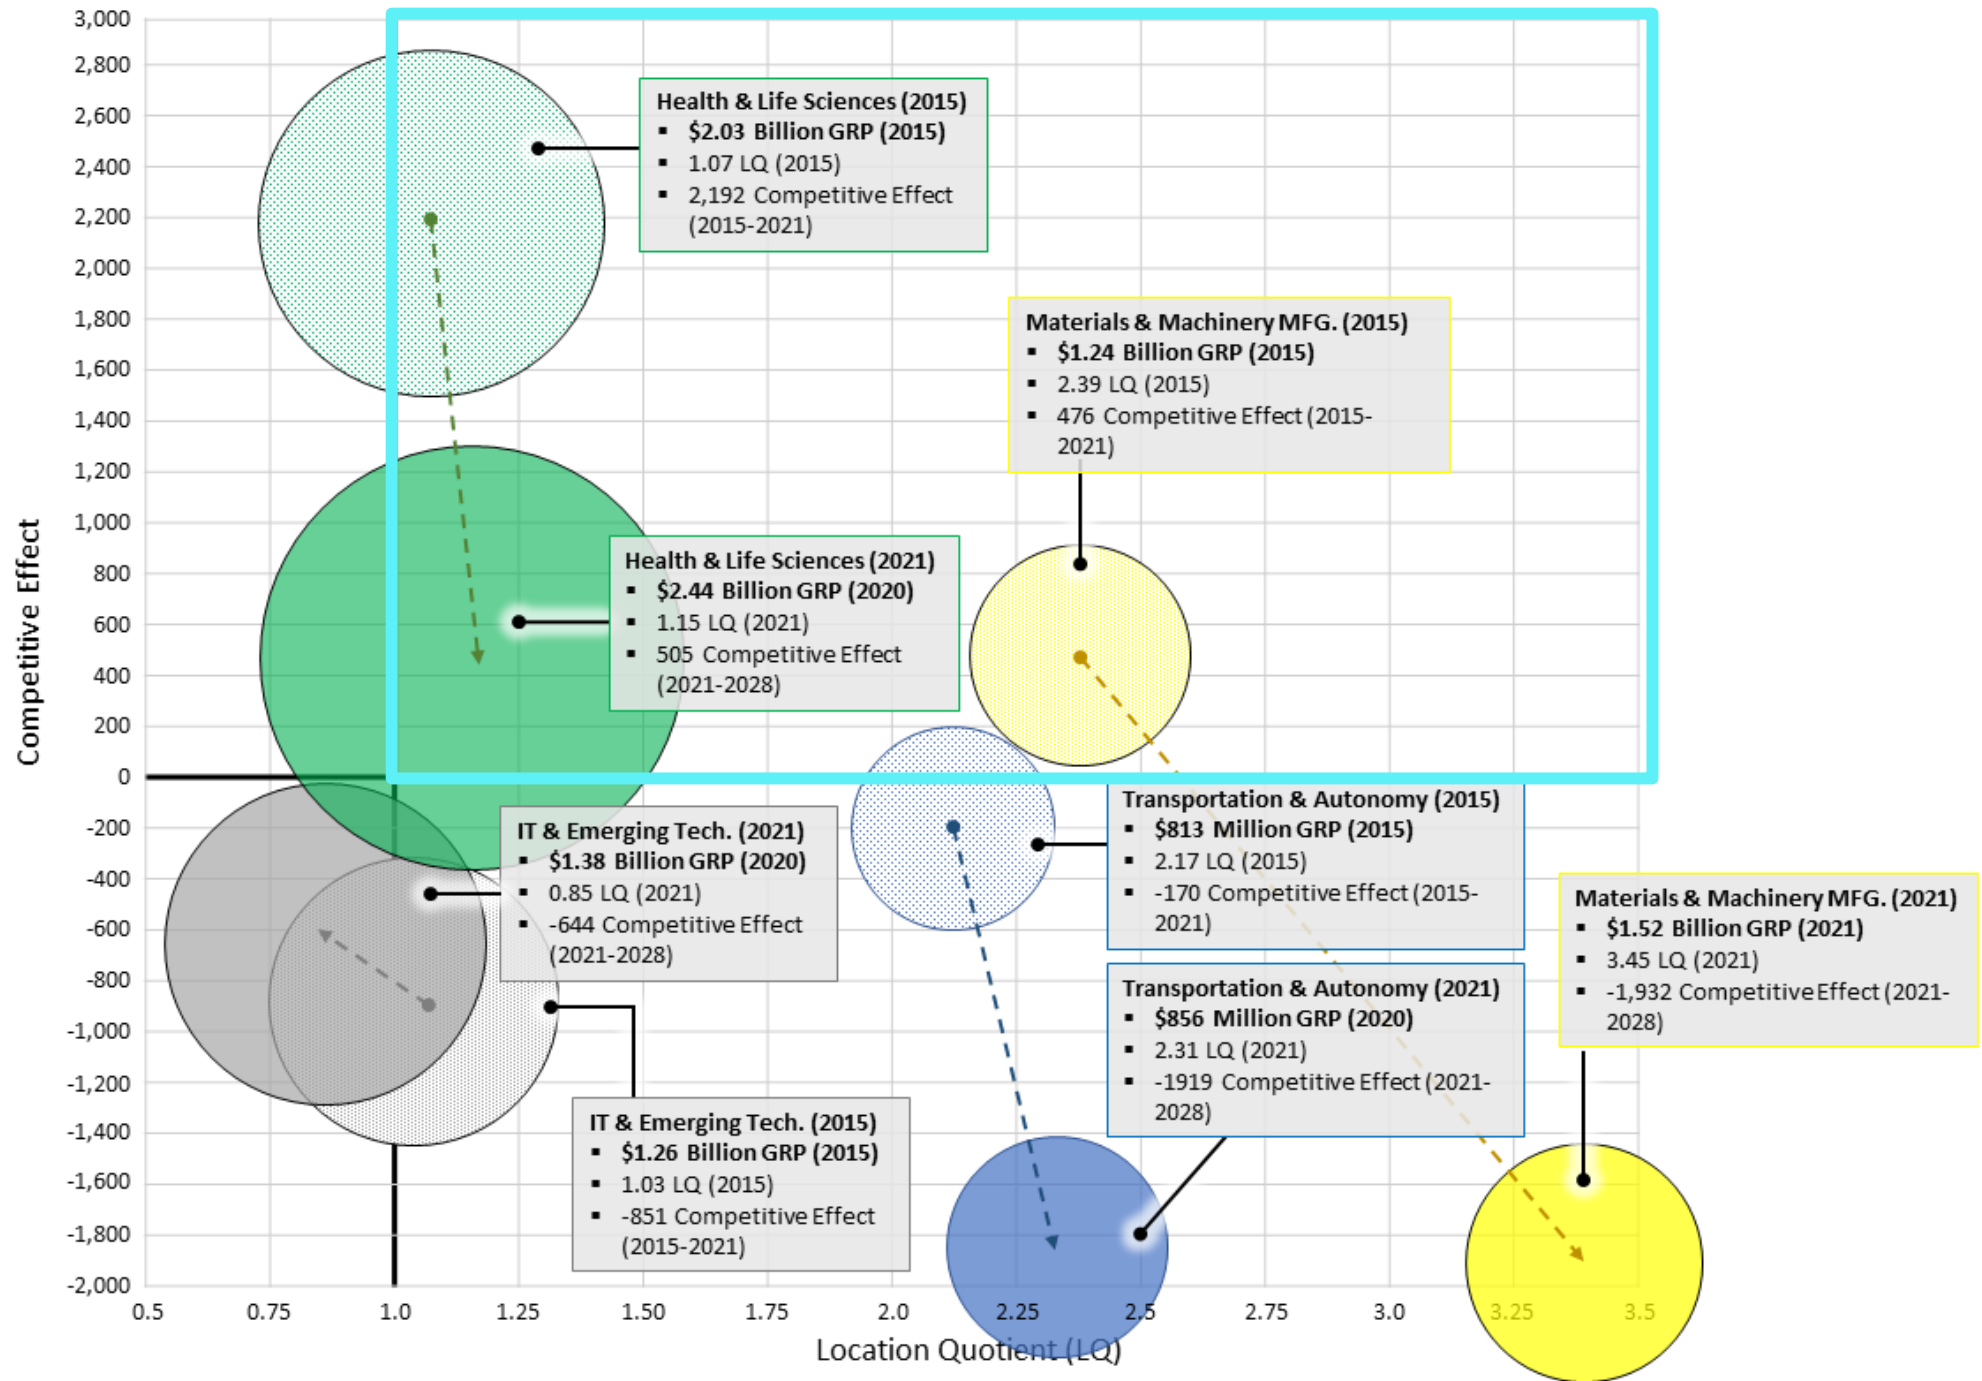 3,000
2,800
2,600
2,400
2,200
2,000
1,800
1,600
1,400
1,200
1,000
800
600
400
200
0
-200
-400
-600
-800
-1,000
-1,200
-1,400
-1,600
-1,800
-2,000
Competitive Effect
Health & Life Sciences (2015)
▪ $2.03 Billion GRP (2015)
▪ 1.07 LQ (2015)
▪ 2,192 Competitive Effect
(2015-2021)
Materials & Machinery MFG. (2015)
▪ $1.24 Billion GRP (2015)
▪ 2.39 LQ (2015)
▪ 476 Competitive Effect (2015-
2021)
Health & Life Sciences (2021)
▪ $2.44 Billion GRP (2020)
▪ 1.15 LQ (2021)
▪ 505 Competitive Effect
(2021-2028)
IT & Emerging Tech. (2021)
▪ $1.38 Billion GRP (2020)
▪ 0.85 LQ (2021)
▪ -644 Competitive Effect
(2021-2028)
Transportation & Autonomy (2015)
▪ $813 Million GRP (2015)
▪ 2.17 LQ (2015)
▪ -170 Competitive Effect (2015-
2021)
Materials & Machinery MFG. (2021)
▪ $1.52 Billion GRP (2021)
▪ 3.45 LQ (2021)
▪ -1,932 Competitive Effect (2021-
2028)
Transportation & Autonomy (2021)
▪ $856 Million GRP (2020)
▪ 2.31 LQ (2021)
▪ -1919 Competitive Effect (2021-
2028)
IT & Emerging Tech. (2015)
▪ $1.26 Billion GRP (2015)
▪ 1.03 LQ (2015)
▪ -851 Competitive Effect
(2015-2021)
0.5 0.75 1.0 1.25 1.50 1.75 2.0 2.25 2.5 2.75 3.0 3.25 3.5
Location Quotient (LQ)